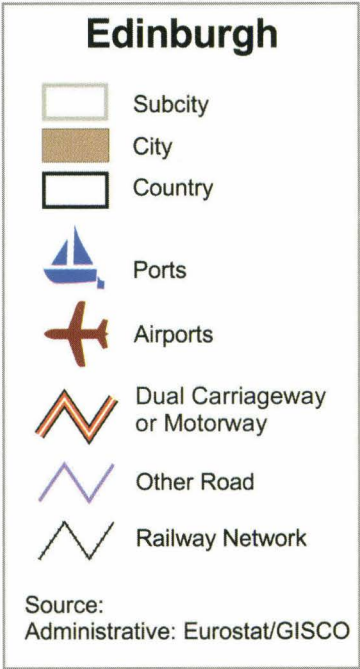 Edinburgh
Subcity
City
Country
Ports
Airports
Dual Carriageway
or Motorway
Other Road
Railway Network
Source:
Administrative: Eurostat/GISCO